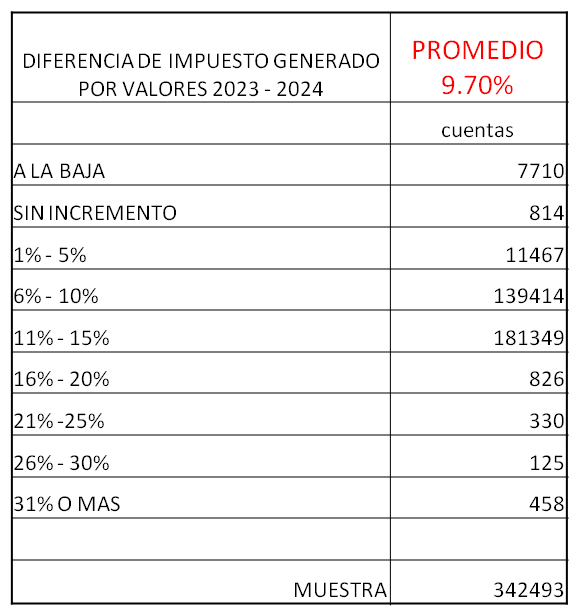 DIFERENCIA DE IMPUESTO GENERADO
POR VALORES 2023 - 2024
PROMEDIO
9.70%
cuentas
A LA BAJA 7710
SIN INCREMENTO 814
1% - 5% 11467
6% - 10% 139414
11% - 15% 181349
16% - 20% 826
21% -25% 330
26% - 30% 125
31% O MAS 458
MUESTRA 342493